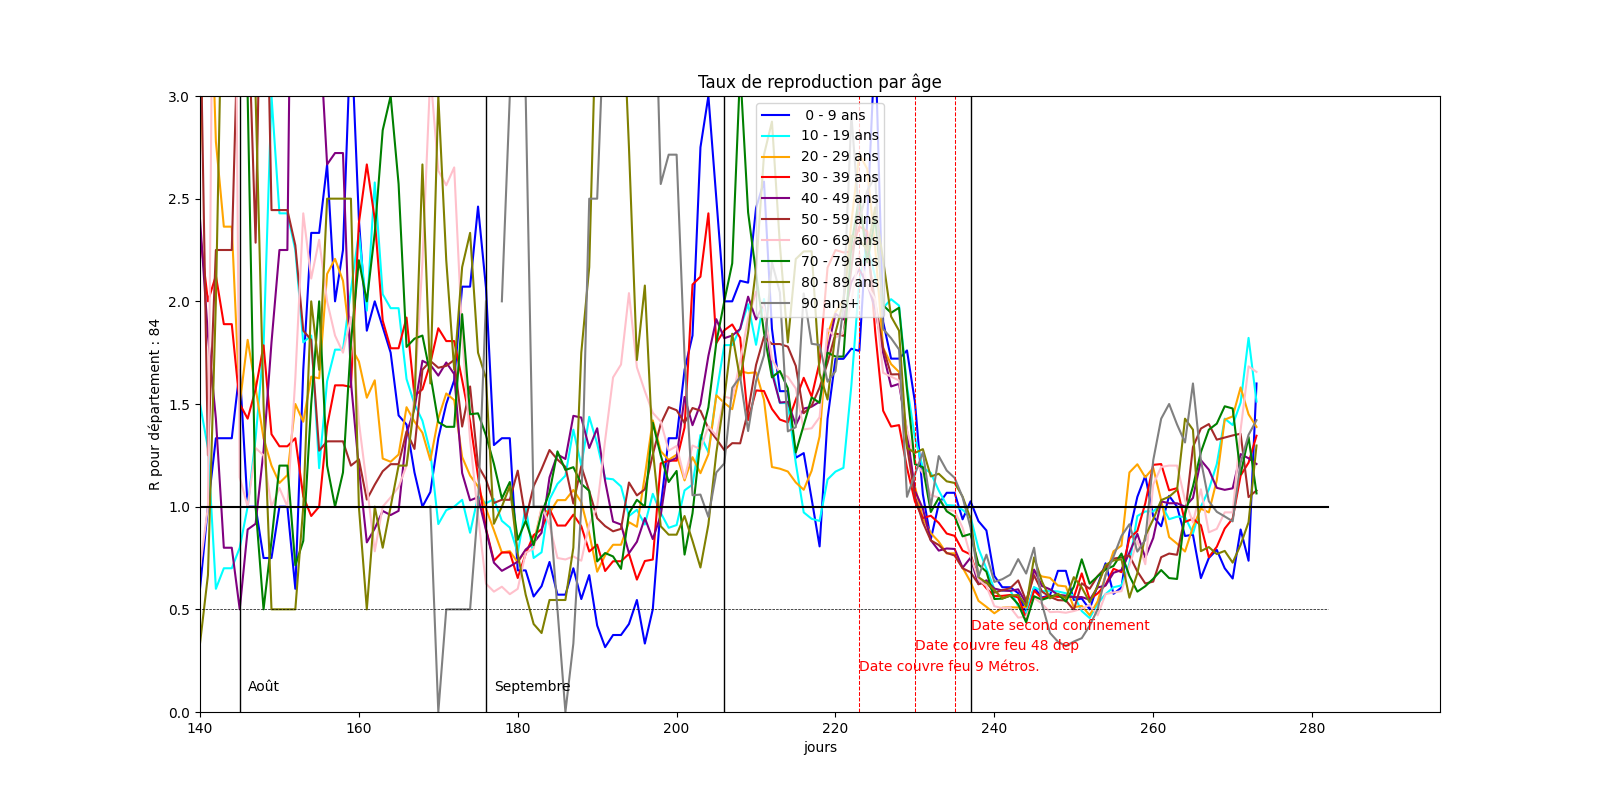 Taux de reproduction par âge
3.0
2.5
2.0
1.5
1.0
0.5
0.0
R pour département : 84
0 - 9 ans
10 - 19 ans
20 - 29 ans
30 - 39 ans
40 - 49 ans
50 - 59 ans
60 - 69 ans
70 - 79 ans
80 - 89 ans
90 ans+
Date second confinement
Date couvre feu 48 dep
Date couvre feu 9 Métros.
Août
Septembre
140
160
180
200
220
240
260
280
jours